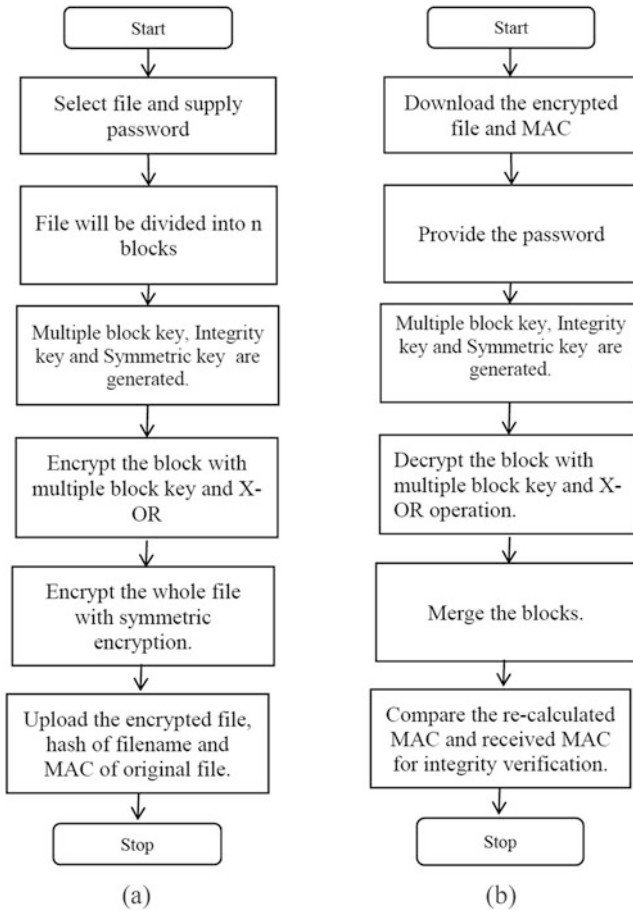 Start
Select file and supply
password
File will be divided into n
blocks
Multiple block key, Integrity
key and Symmetric key are
generated.
Encrypt the block with
multiple block key and X-
OR
Encrypt the whole file
with symmetric
encryption.
Upload the encrypted file,
hash of filename and
MAC of original file.
Stop
(a)
Start
Download the encrypted
file and MAC
Provide the password
Multiple block key, Integrity
key and Symmetric key are
generated.
Decrypt the block with
multiple block key and X-
OR operation.
Merge the blocks.
Compare the re-calculated
MAC and received MAC
for integrity verification.
Stop
(b)